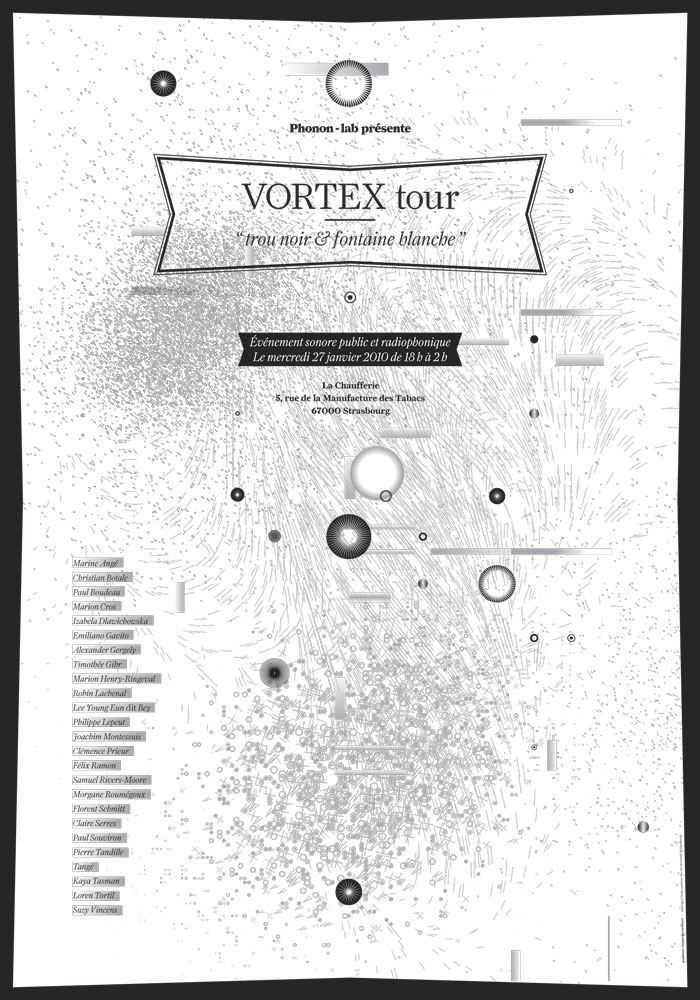 Phonon-lab présente
VORTEX tour
“trou noir & fontaine blanche”
Événement sonore public et radiophonique
Le mercredi 27 janvier 2010 de 18 h à 2 h
La Chaufferie
5, rue de la Manufacture des Tabacs
67000 Strasbourg
Marine Angé
Christian Botale
Paul Boudeau
Marion Crot
Izabela Dlawichowska
Emiliano Gavito
Alexander Gergely
Timothée Gibr
Marion Henry-Ringeval
Robin Lachenal
Lee Young Eun dit Bey
Philippe Lepeut
Joachim Montessuis
Clémence Prieur
Félix Ramon
Samuel Rivers-Moore
Morgane Roumégoux
Florent Schmitt
Claire Serres
Paul Souviron
Pierre Tandille
Tangé
Kaya Tasman
Loren Tortil
Suzy Vincens